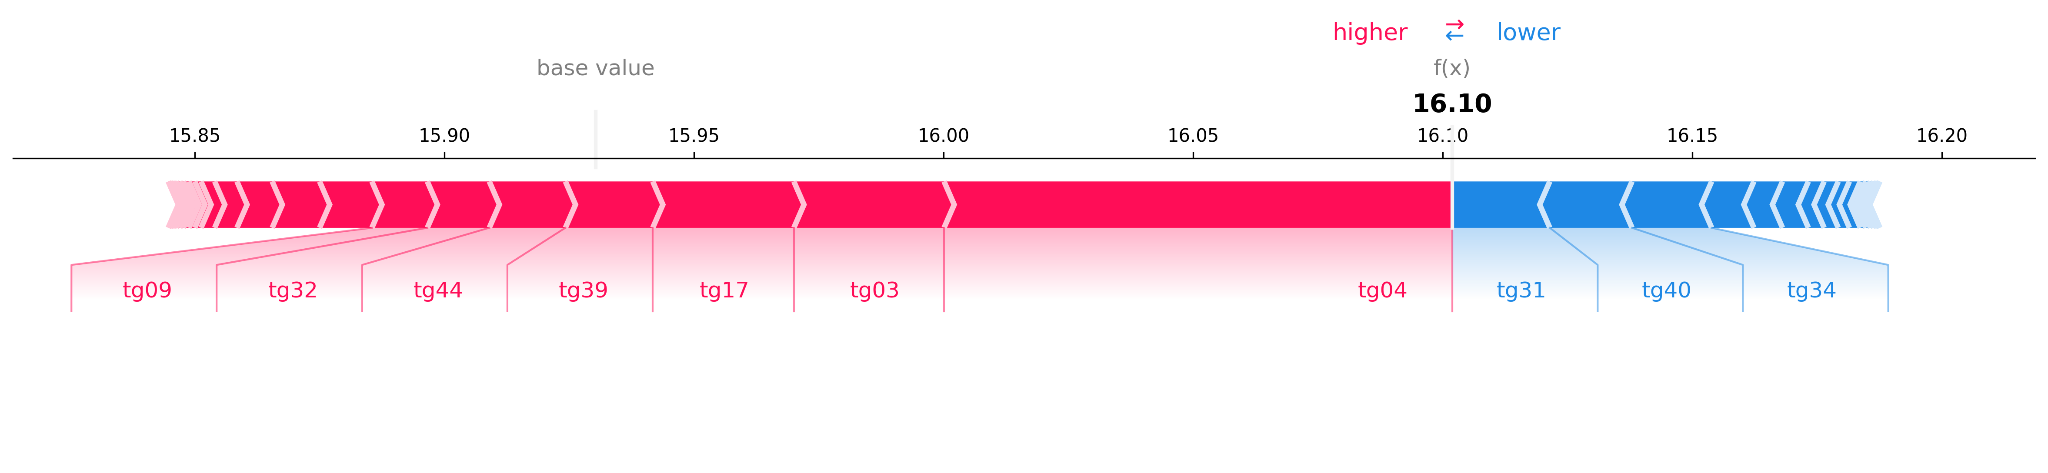 higher ⇄ lower
base value f(x)
16.10
15.85 15.90 15.95 16.00 16.05 16.10 16.15 16.20
tg09 tg32 tg44 tg39 tg17 tg03 tg04 tg31 tg40 tg34